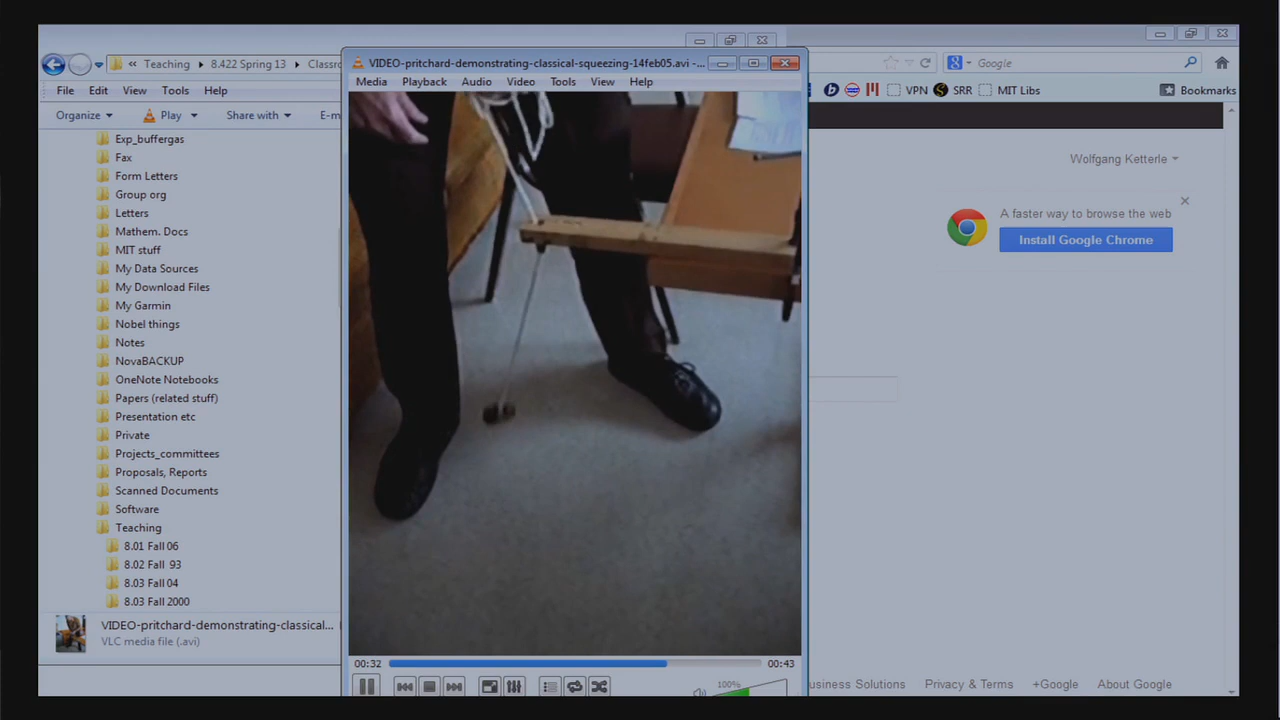 Teaching
8.422 Spring 13
File Edit View Tools Help
Organize Play Share with
Exp_buffergas
Fax
Form Letters
Group org
Letters
Mathem. Docs
MIT stuff
My Data Sources
My Download Files
My Garmin
Nobel things
Notes
NovaBACKUP
OneNote Notebooks
Papers (related stuff)
Presentation etc
Private
Projects_committees
Proposals, Reports
Scanned Documents
Software
Teaching
8.01 Fall 06
8.02 Fall 93
8.03 Fall 04
8.03 Fall 2000
VIDEO-pritchard-demonstrating-classical...
VLC media file (.avi)
VIDEO-pritchard-demonstrating-classical-squeezing-14feb05.avi -...
Media Playback Audio Video Tools View Help
00:32
00:43
100%
Google
VPN SRR MIT Libs
Bookmarks
Wolfgang Ketterle
A faster way to browse the web
Install Google Chrome
Solutions Privacy & Terms +Google About Google